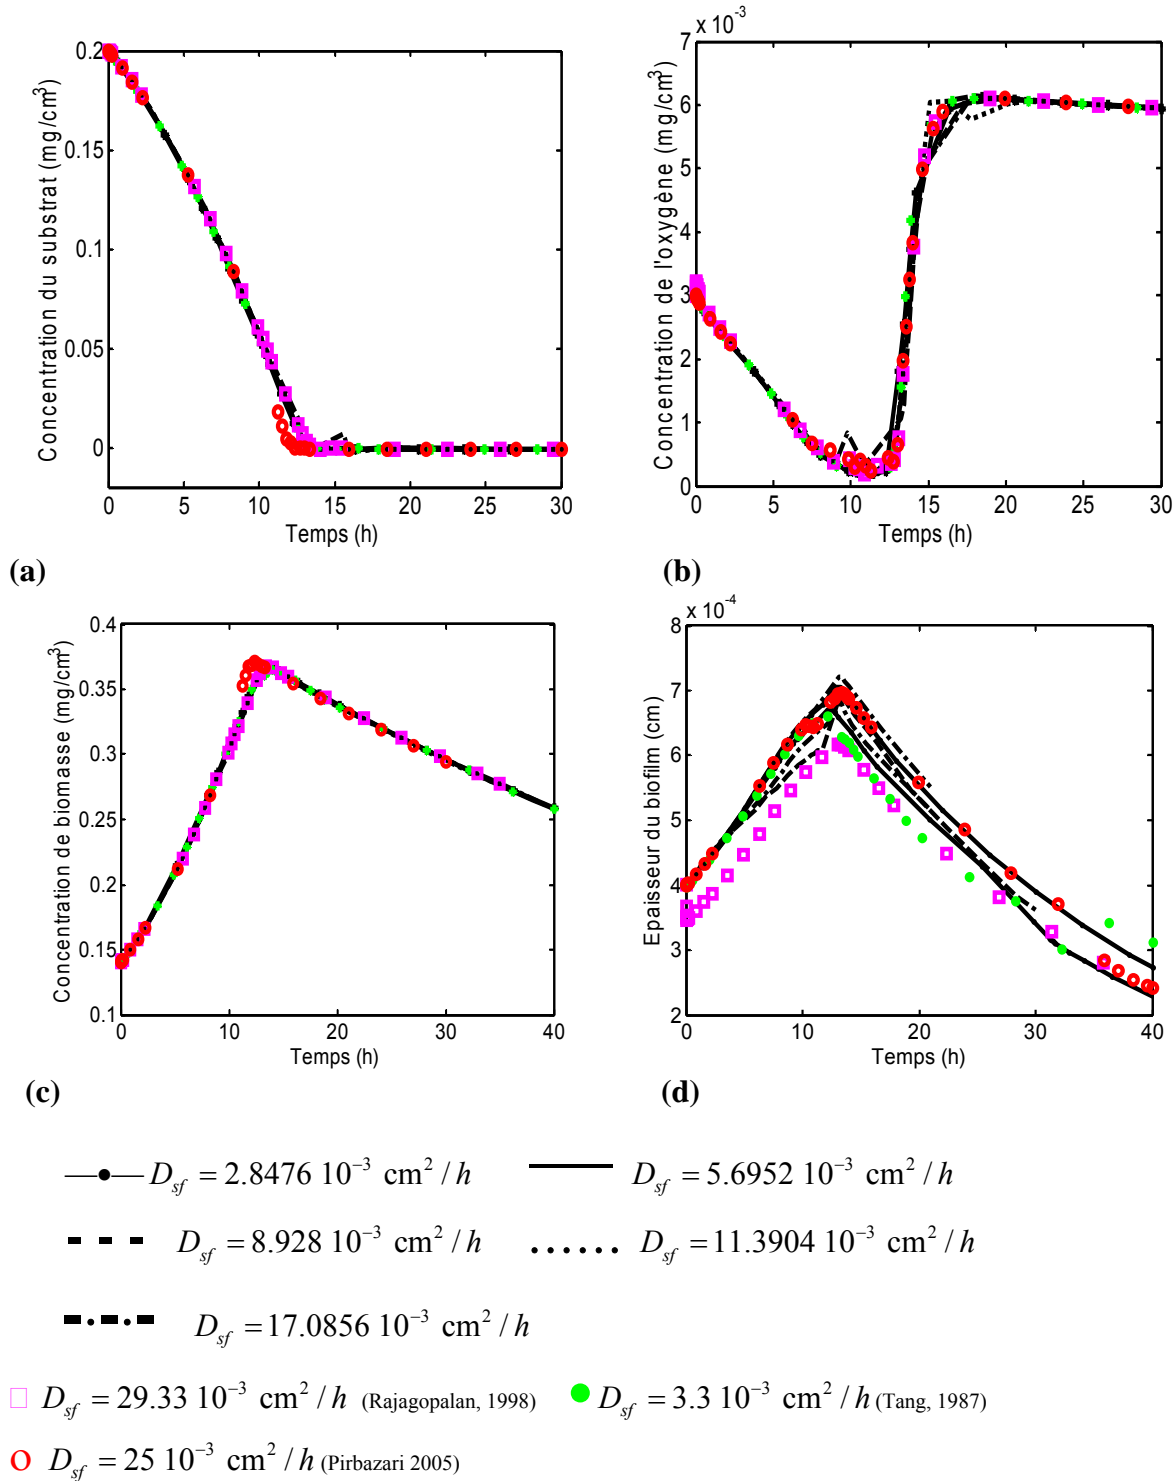 0.2
0.15
0.1
0.05
0
0 5 10 15 20 25 30
Concentration du substrat (mg/cm³)
Temps (h)
(a)
x 10⁻³
7
6
5
4
3
2
1
0
0 5 10 15 20 25 30
Concentration de l'oxygène (mg/cm³)
Temps (h)
(b)
0.4
0.35
0.3
0.25
0.2
0.15
0.1
0 10 20 30 40
Concentration de biomasse (mg/cm³)
Temps (h)
(c)
x 10⁻⁴
8
7
6
5
4
3
2
0 10 20 30 40
Epaisseur du biofilm (cm)
Temps (h)
(d)
D_sf = 2.8476 10⁻³ cm²/h
D_sf = 5.6952 10⁻³ cm²/h
D_sf = 8.928 10⁻³ cm²/h
D_sf = 11.3904 10⁻³ cm²/h
D_sf = 17.0856 10⁻³ cm²/h
D_sf = 29.33 10⁻³ cm²/h (Rajagopalan, 1998)
D_sf = 3.3 10⁻³ cm²/h (Tang, 1987)
D_sf = 25 10⁻³ cm²/h (Pirbazari 2005)